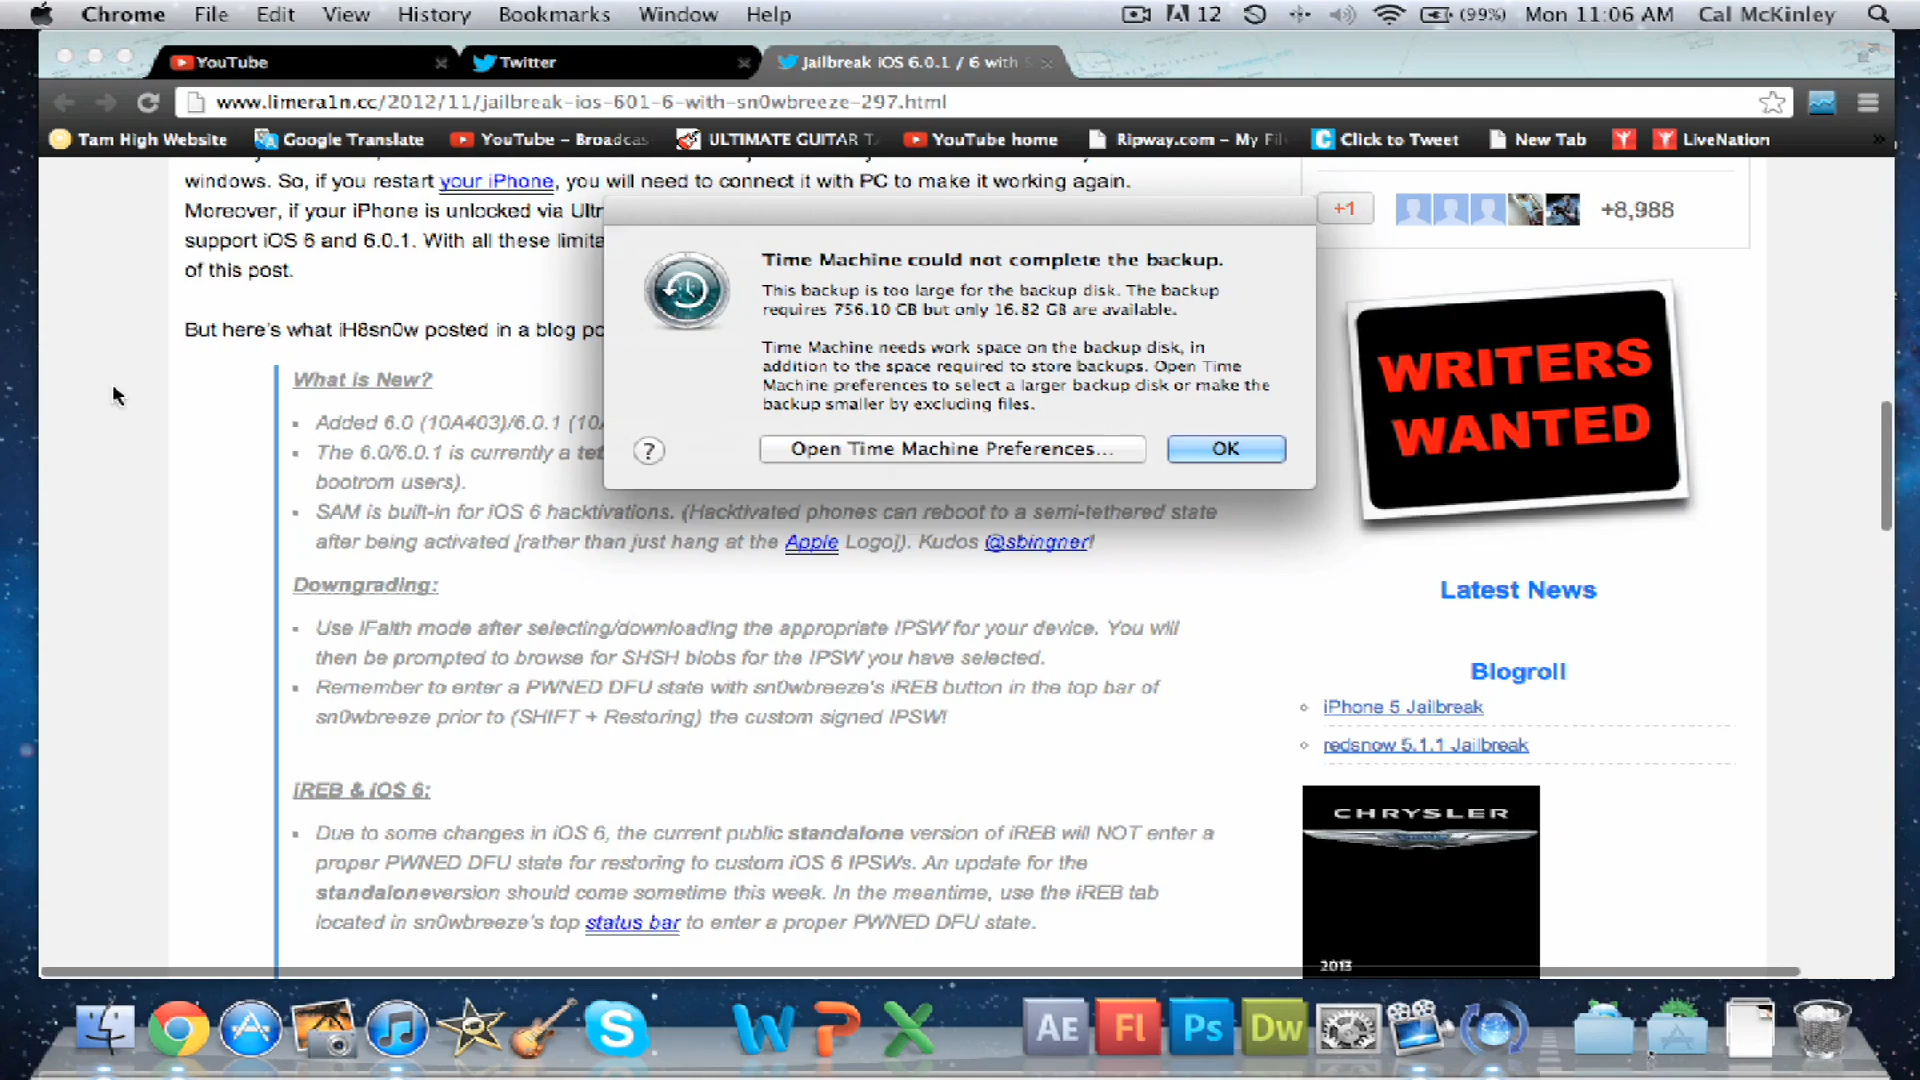 Chrome File Edit View History Bookmarks Window Help 12 (99%) Mon 11:06 AM Cal McKinley
YouTube Twitter Jailbreak iOS 6.0.1 / 6 with
www.limera1n.cc/2012/11/jailbreak-ios-601-6-with-sn0wbreeze-297.html
Tam High Website Google Translate YouTube – Broadcas ULTIMATE GUITAR YouTube home Ripway.com – My Fi Click to Tweet New Tab LiveNation »
windows. So, if you restart your iPhone, you will need to connect it with PC to make it working again.
Moreover, if your iPhone is unlocked via Ultr
support iOS 6 and 6.0.1. With all these limita
of this post.
But here's what iH8sn0w posted in a blog po
+1 +8,988
Time Machine could not complete the backup.
This backup is too large for the backup disk. The backup
requires 756.10 GB but only 16.82 GB are available.
Time Machine needs work space on the backup disk, in
addition to the space required to store backups. Open Time
Machine preferences to select a larger backup disk or make the
backup smaller by excluding files.
? Open Time Machine Preferences... OK
What is New?
Added 6.0 (10A403)/6.0.1 (10A
The 6.0/6.0.1 is currently a tet
bootrom users).
SAM is built-in for iOS 6 hacktivations. (Hacktivated phones can reboot to a semi-tethered state
after being activated [rather than just hang at the Apple Logo]). Kudos @sbingner!
Downgrading:
Use iFaith mode after selecting/downloading the appropriate IPSW for your device. You will
then be prompted to browse for SHSH blobs for the IPSW you have selected.
Remember to enter a PWNED DFU state with sn0wbreeze's iREB button in the top bar of
sn0wbreeze prior to (SHIFT + Restoring) the custom signed IPSW!
iREB & iOS 6:
Due to some changes in iOS 6, the current public standalone version of iREB will NOT enter a
proper PWNED DFU state for restoring to custom iOS 6 IPSWs. An update for the
standaloneversion should come sometime this week. In the meantime, use the iREB tab
located in sn0wbreeze's top status bar to enter a proper PWNED DFU state.
WRITERS
WANTED
Latest News
Blogroll
iPhone 5 Jailbreak
redsnow 5.1.1 Jailbreak
CHRYSLER
2013
AE Fl Ps Dw